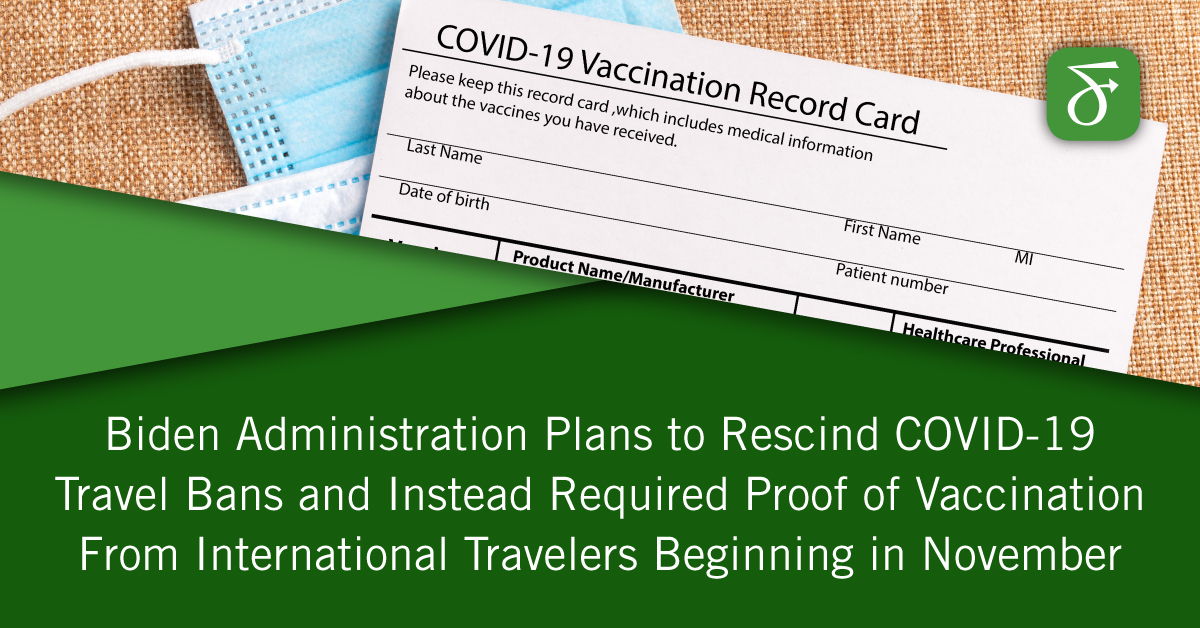 COVID-19 Vaccination Record Card
Please keep this record card ,which includes medical information
about the vaccines you have received.
Last Name
First Name
MI
Date of birth
Patient number
Product Name/Manufacturer
Healthcare Professional
Biden Administration Plans to Rescind COVID-19
Travel Bans and Instead Required Proof of Vaccination
From International Travelers Beginning in November